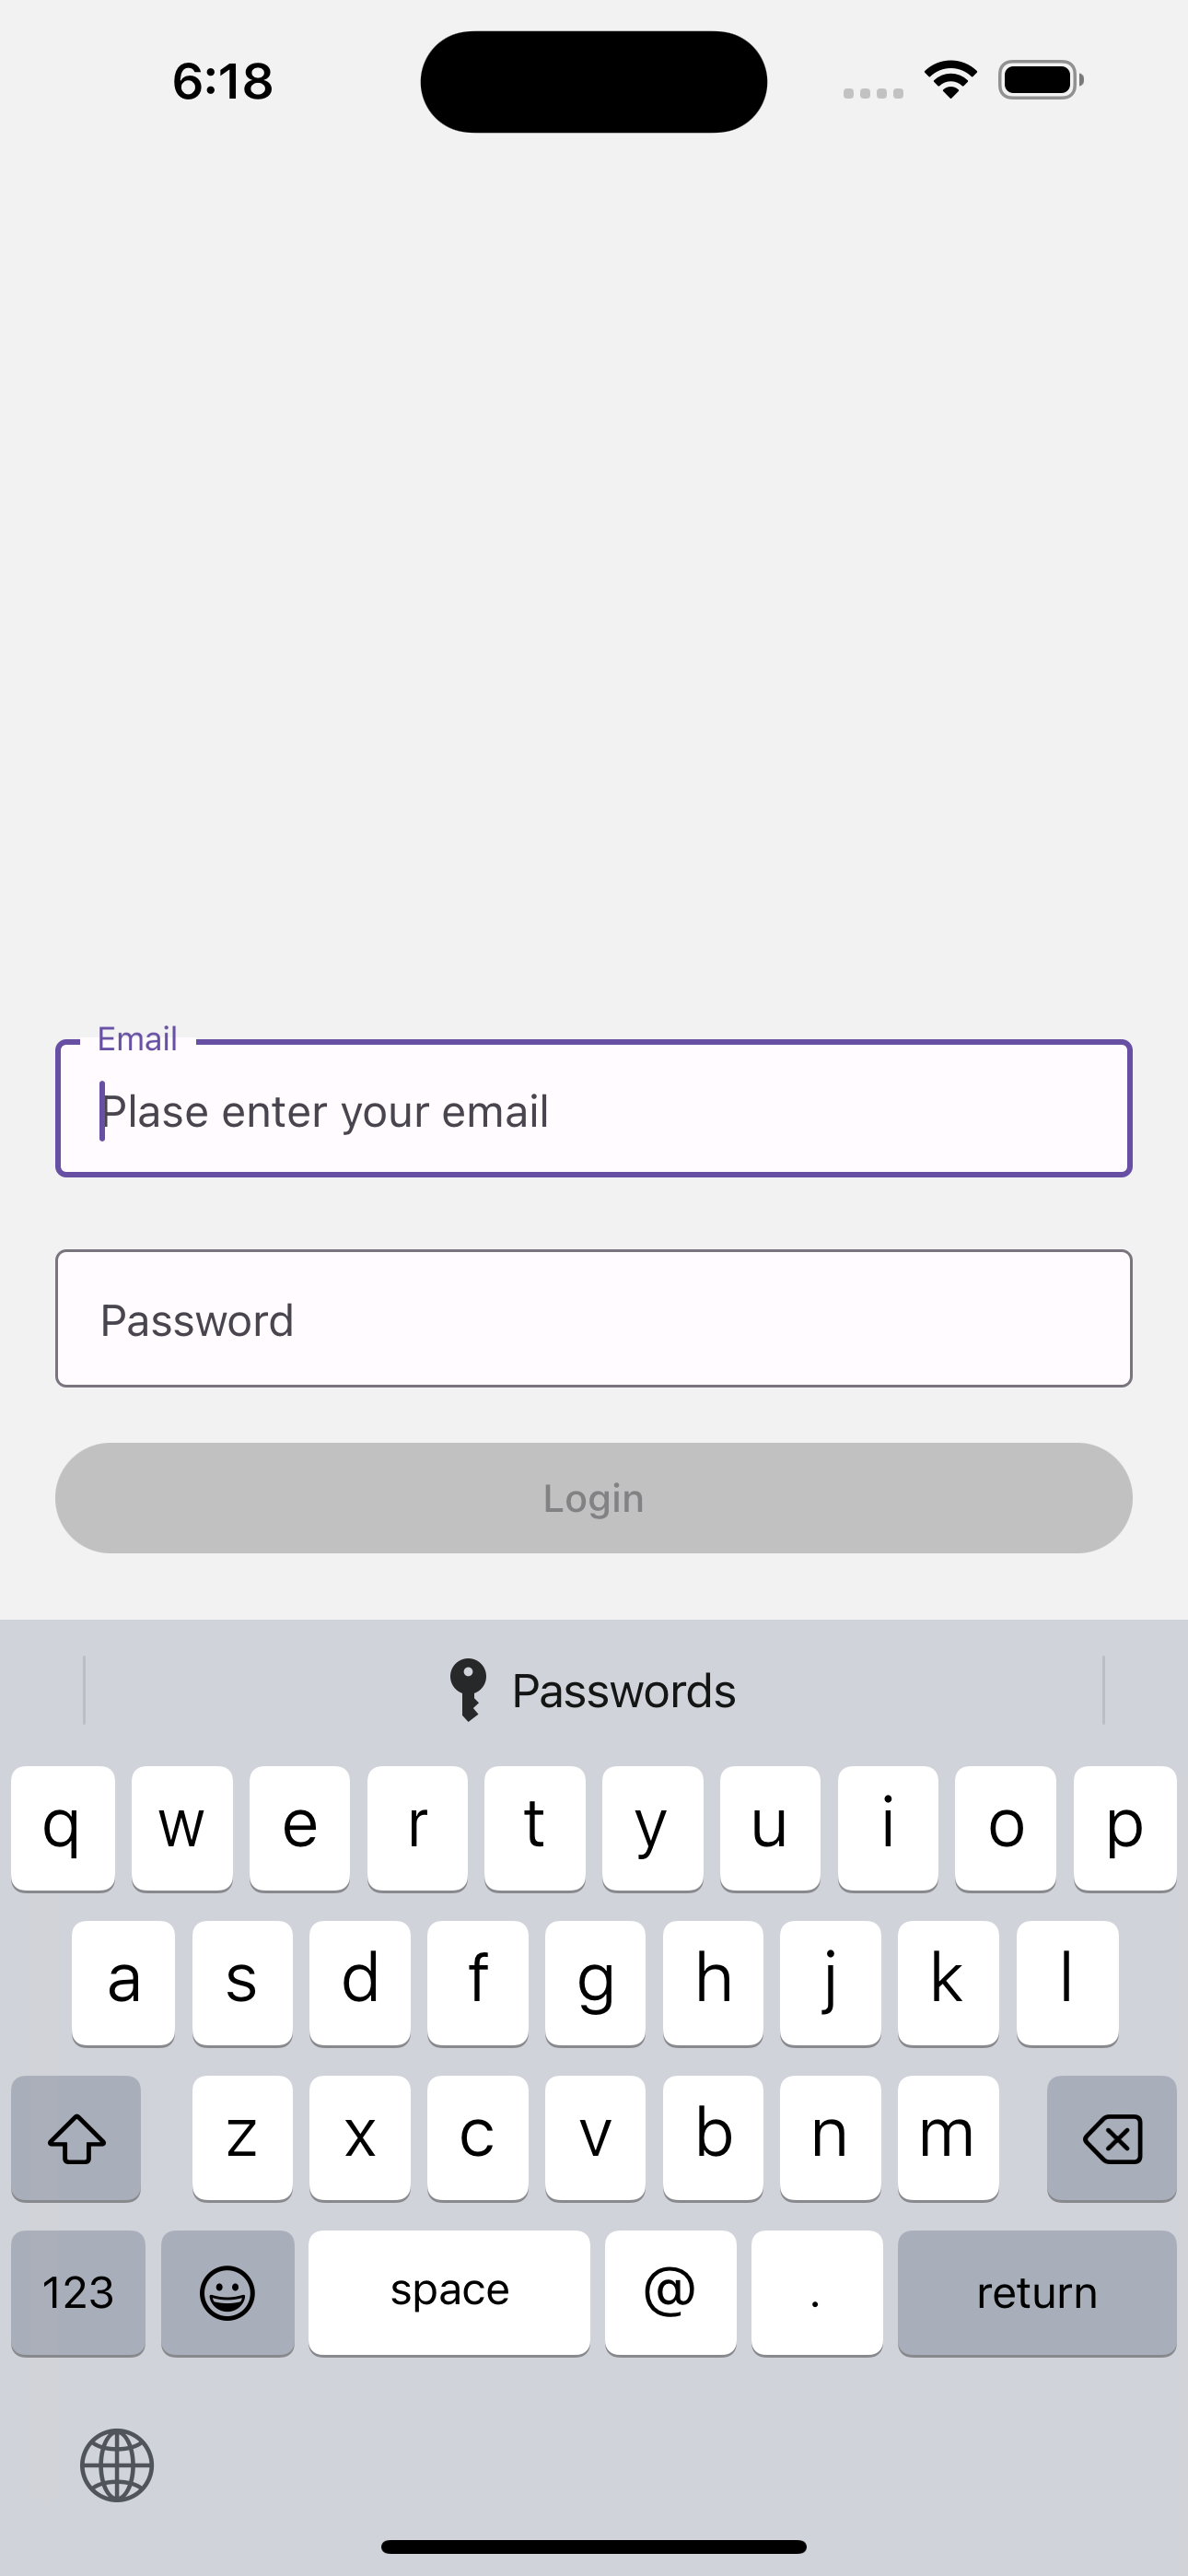 6:18
Email
Plase enter your email
Password
Login
Passwords
q w e r t y u i o p
a s d f g h j k l
z x c v b n m
123 space @ . return